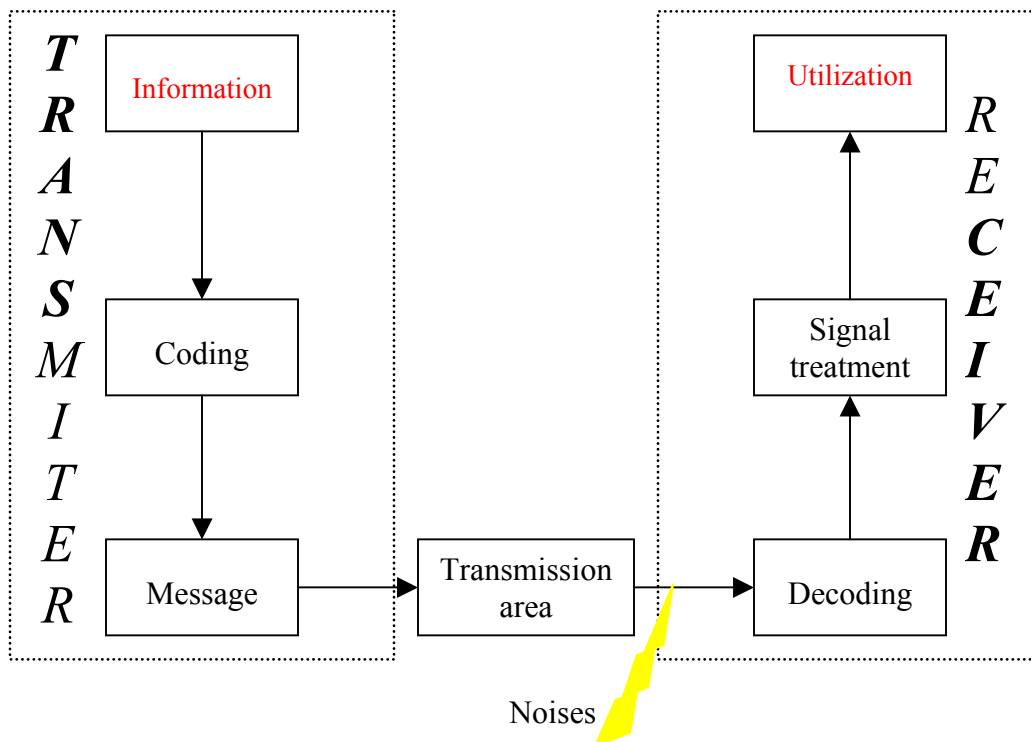 TRANSMITER
Information
Coding
Message
Transmission
area
Noises
Utilization
Signal
treatment
Decoding
RECEIVER